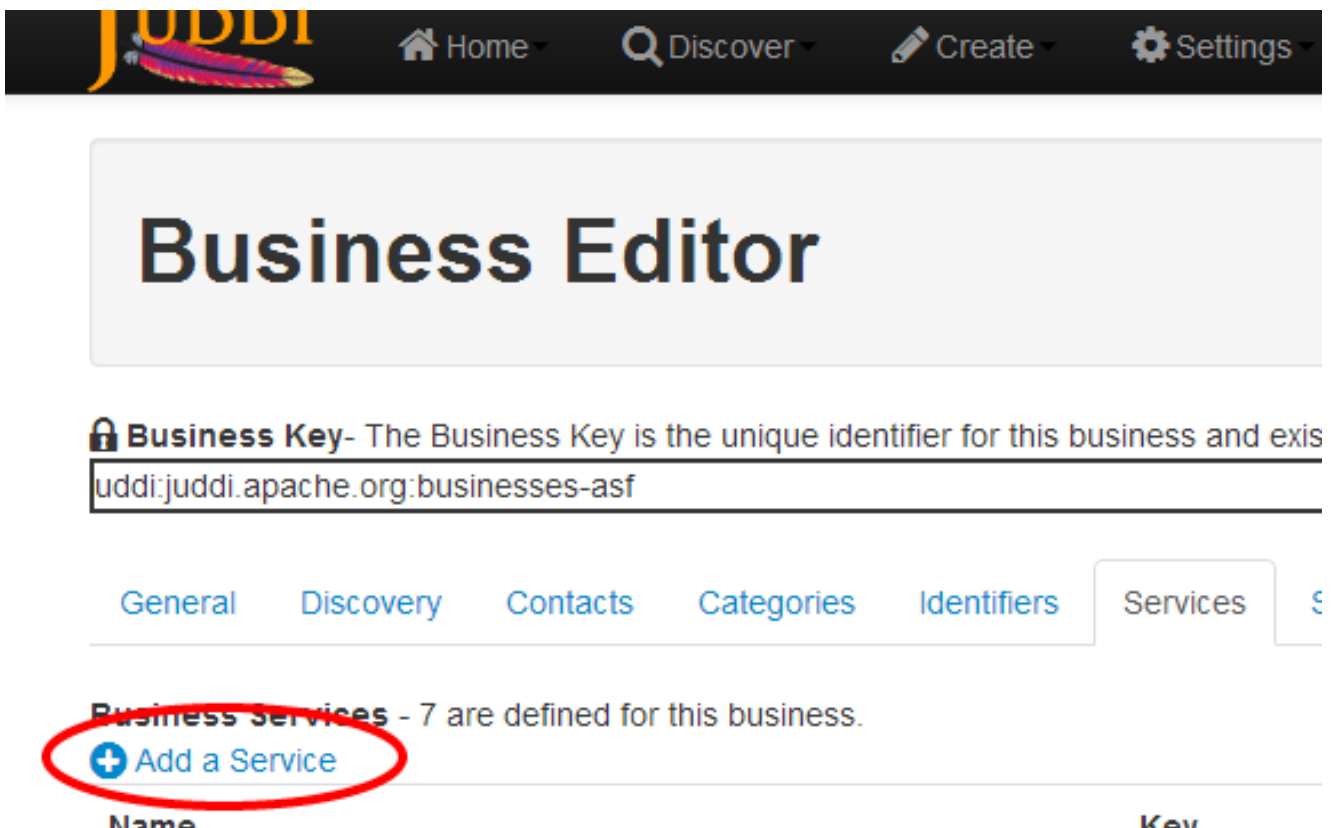 JUDDI
Home Discover Create Settings
Business Editor
Business Key- The Business Key is the unique identifier for this business and exis
uddi:juddi.apache.org:businesses-asf
General Discovery Contacts Categories Identifiers Services S
Business Services - 7 are defined for this business.
Add a Service
Name Key